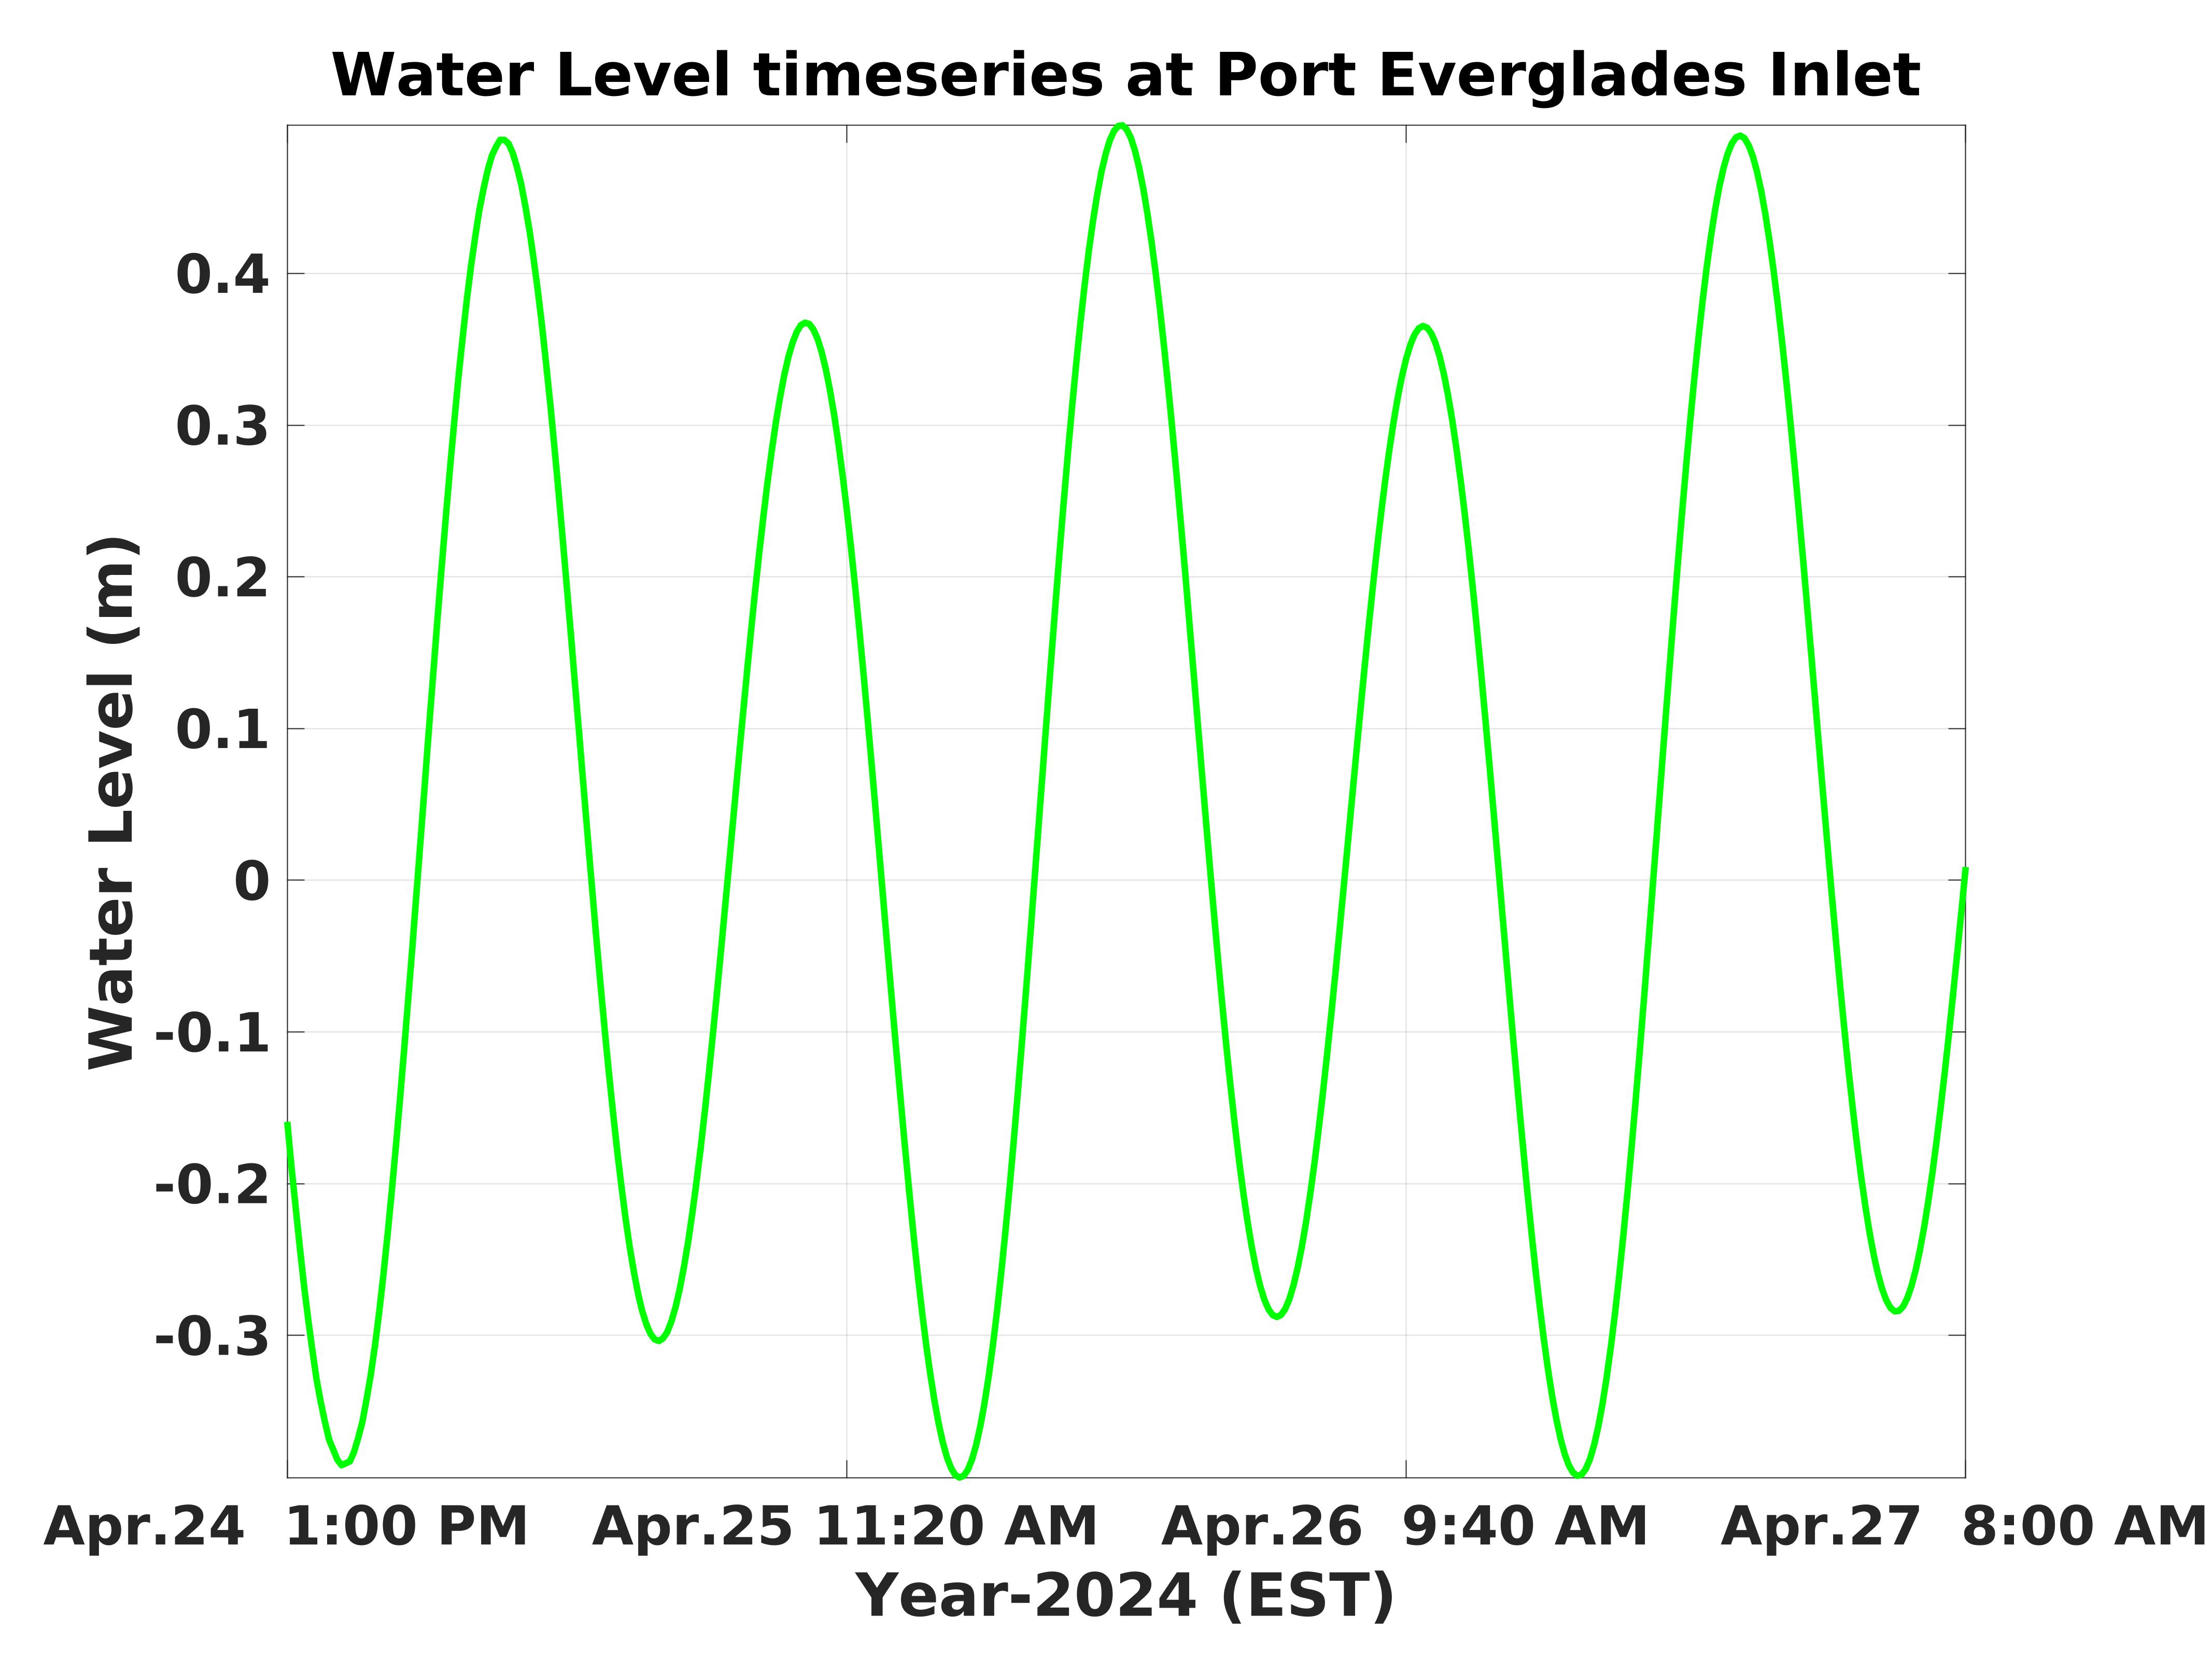 Water Level timeseries at Port Everglades Inlet
Water Level (m)
0.4
0.3
0.2
0.1
0
-0.1
-0.2
-0.3
Apr.24 1:00 PM Apr.25 11:20 AM Apr.26 9:40 AM Apr.27 8:00 AM
Year-2024 (EST)